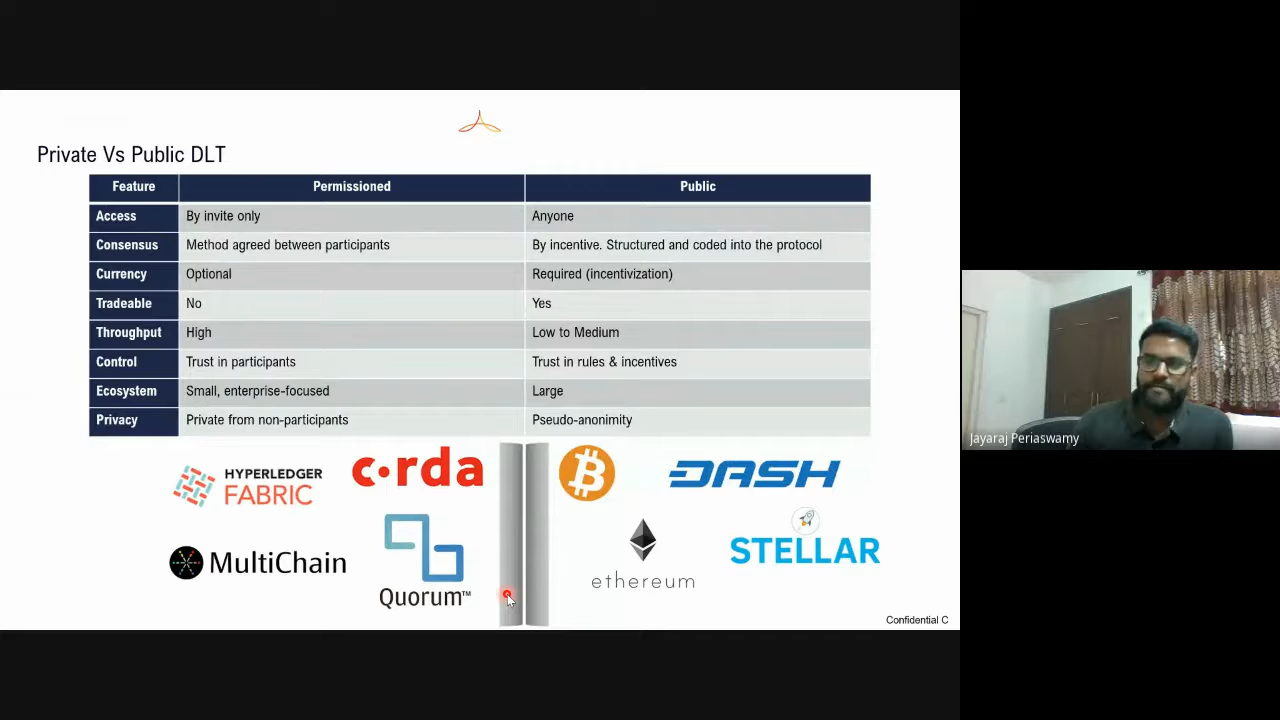 Private Vs Public DLT
Feature Permissioned Public
Access By invite only Anyone
Consensus Method agreed between participants By incentive. Structured and coded into the protocol
Currency Optional Required (incentivization)
Tradeable No Yes
Throughput High Low to Medium
Control Trust in participants Trust in rules & incentives
Ecosystem Small, enterprise-focused Large
Privacy Private from non-participants Pseudo-anonimity
HYPERLEDGER
FABRIC
c·rda
DASH
MultiChain
Quorum™
ethereum
STELLAR
Confidential C
Jayaraj Periaswamy